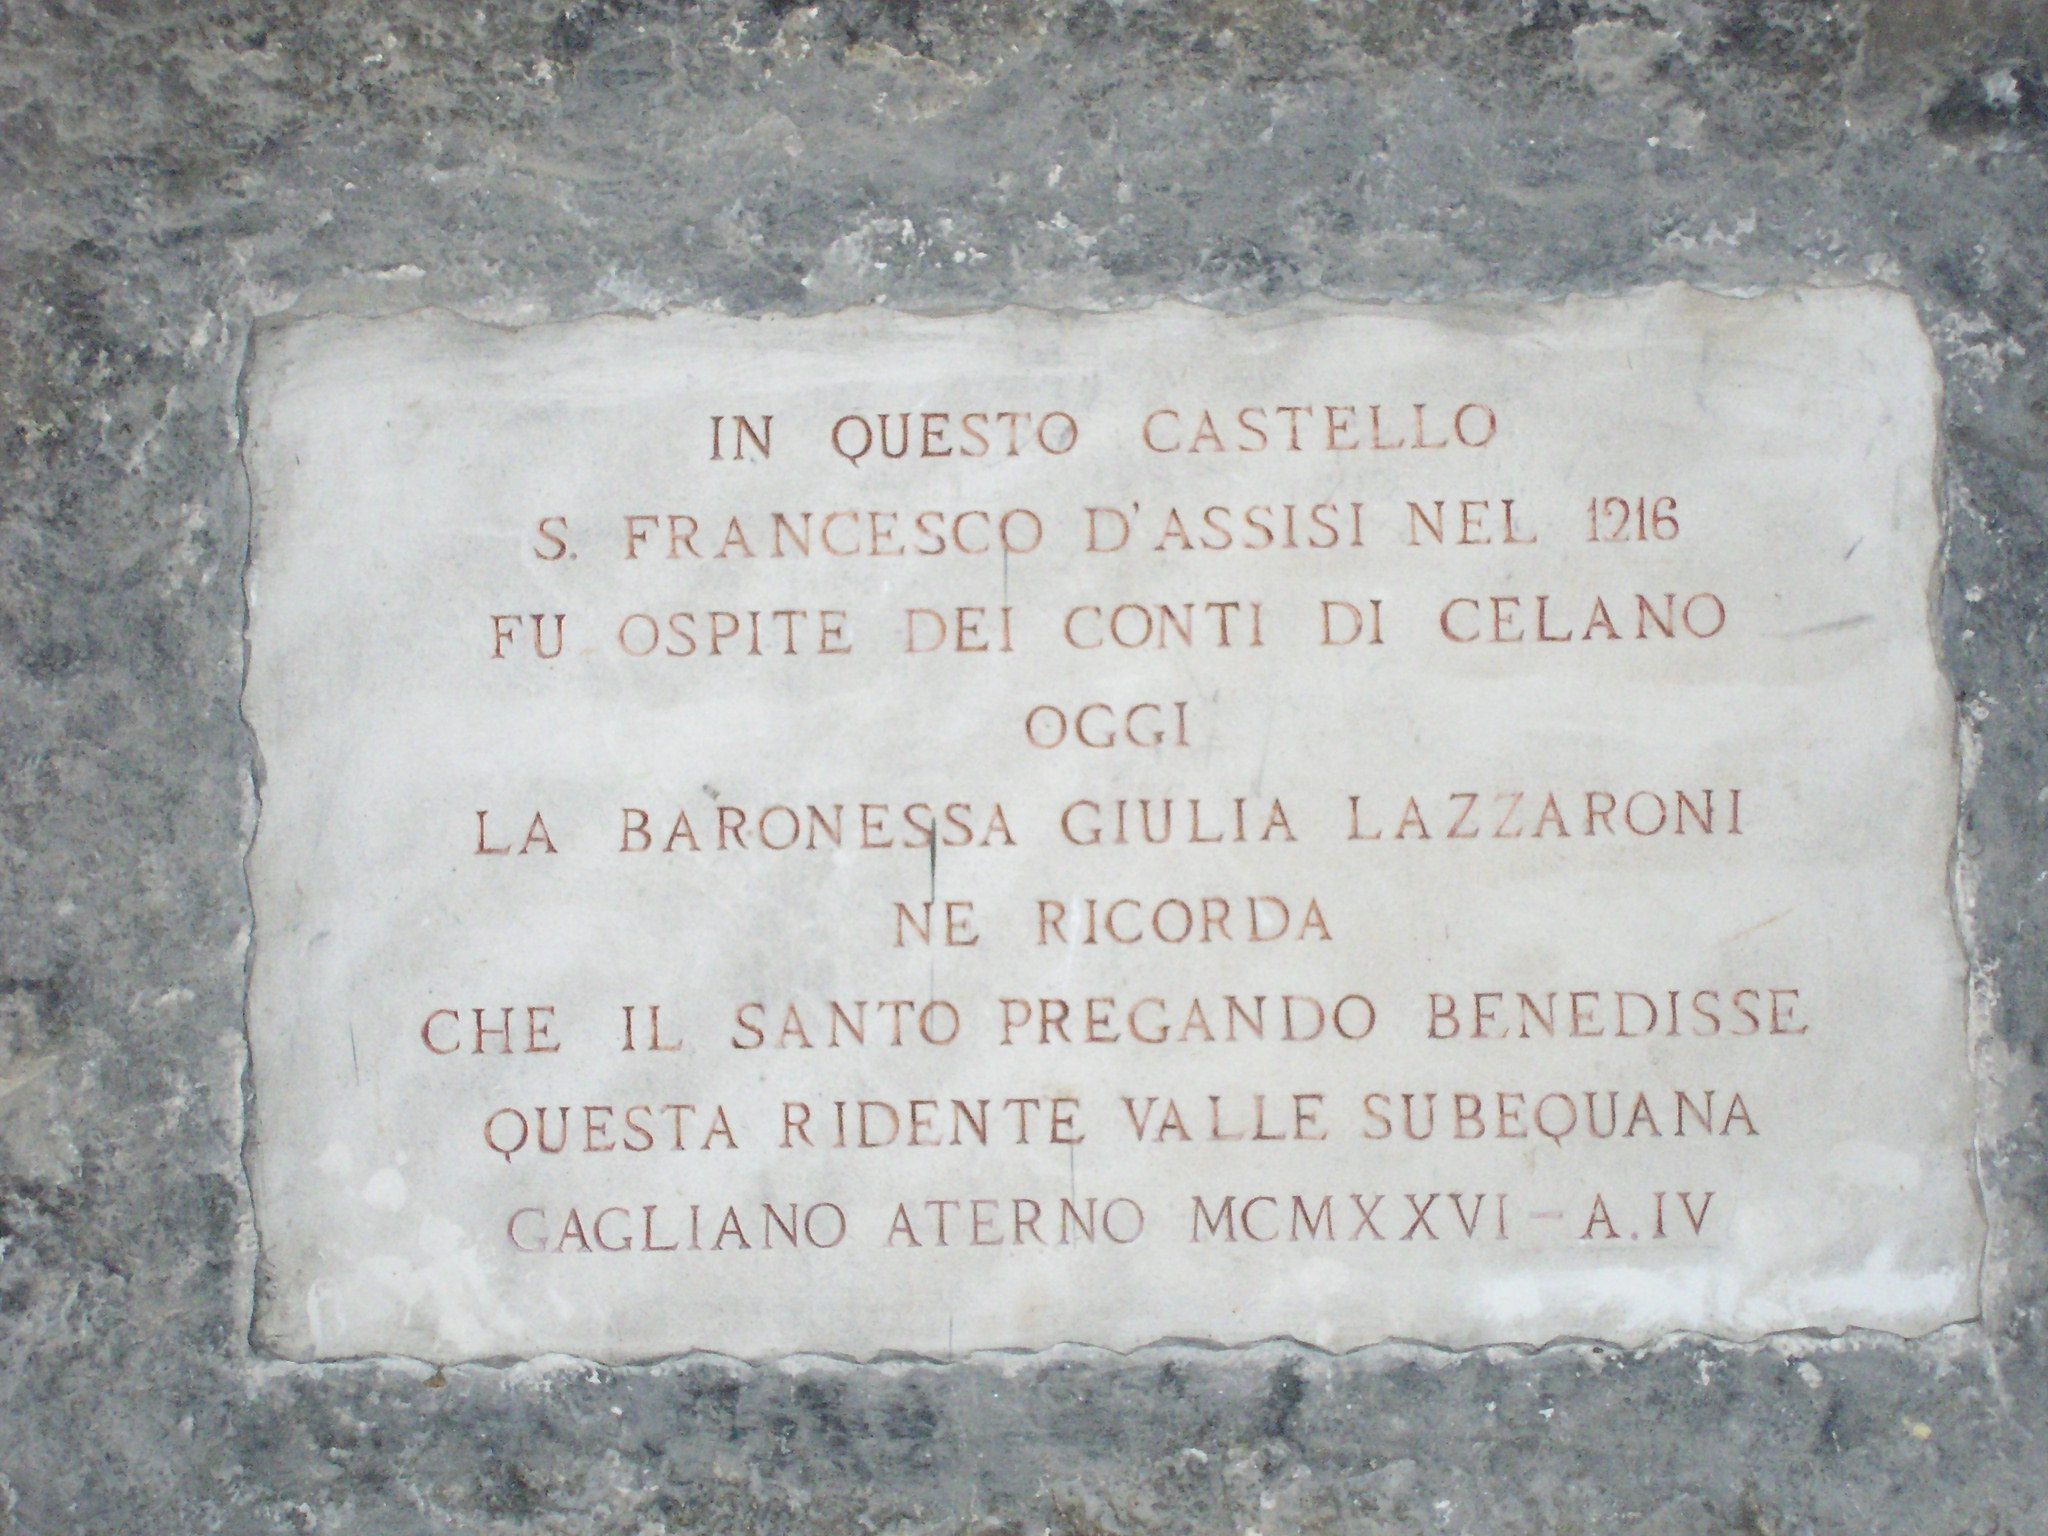 IN QUESTO CASTELLO
S. FRANCESCO D'ASSISI NEL 1216
FU OSPITE DEI CONTI DI CELANO
OGGI
LA BARONESSA GIULIA LAZZARONI
NE RICORDA
CHE IL SANTO PREGANDO BENEDISSE
QUESTA RIDENTE VALLE SUBEQUANA
GAGLIANO ATERNO MCMXXVI - A.IV